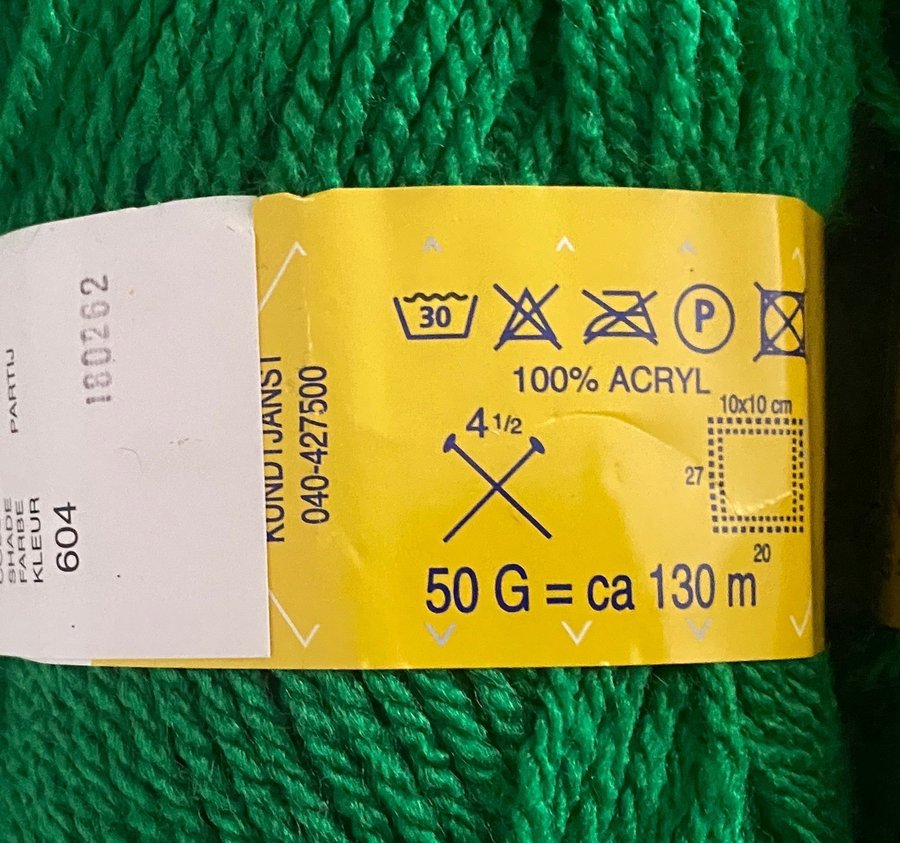 PARTIJ
180262
SHADE
FARBE
KLEUR
604
KUNDTJÄNST
040-427500
30
P
100% ACRYL
4 1/2
10x10 cm
27
20
50 G = ca 130 m